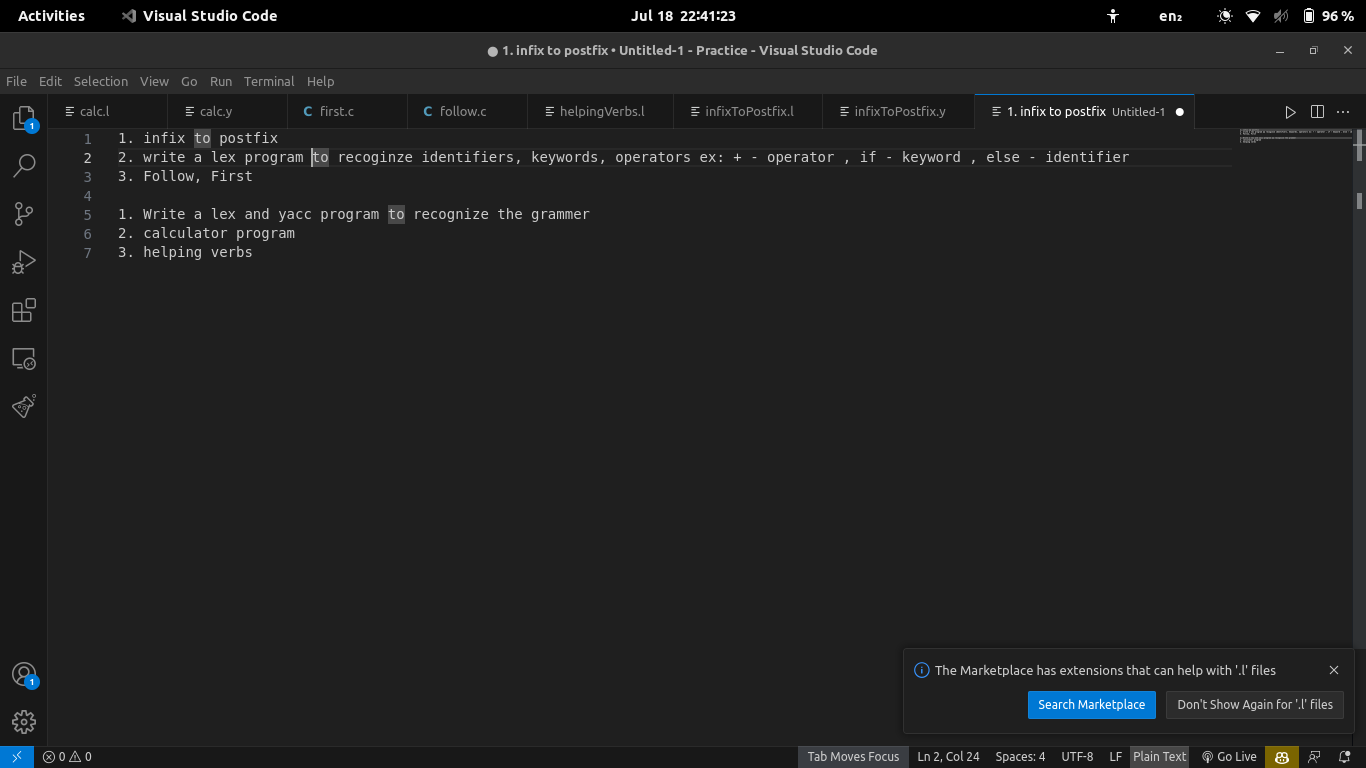 Activities Visual Studio Code Jul 18 22:41:23 en₂ 96 %
● 1. infix to postfix • Untitled-1 - Practice - Visual Studio Code
File Edit Selection View Go Run Terminal Help
calc.l calc.y C first.c C follow.c helpingVerbs.l infixToPostfix.l infixToPostfix.y 1. infix to postfix Untitled-1 ●
1 1. infix to postfix
2 2. write a lex program to recoginze identifiers, keywords, operators ex: + - operator , if - keyword , else - identifier
3 3. Follow, First
4
5 1. Write a lex and yacc program to recognize the grammer
6 2. calculator program
7 3. helping verbs
1
1
The Marketplace has extensions that can help with '.l' files
Search Marketplace Don't Show Again for '.l' files
0 0 Tab Moves Focus Ln 2, Col 24 Spaces: 4 UTF-8 LF Plain Text Go Live